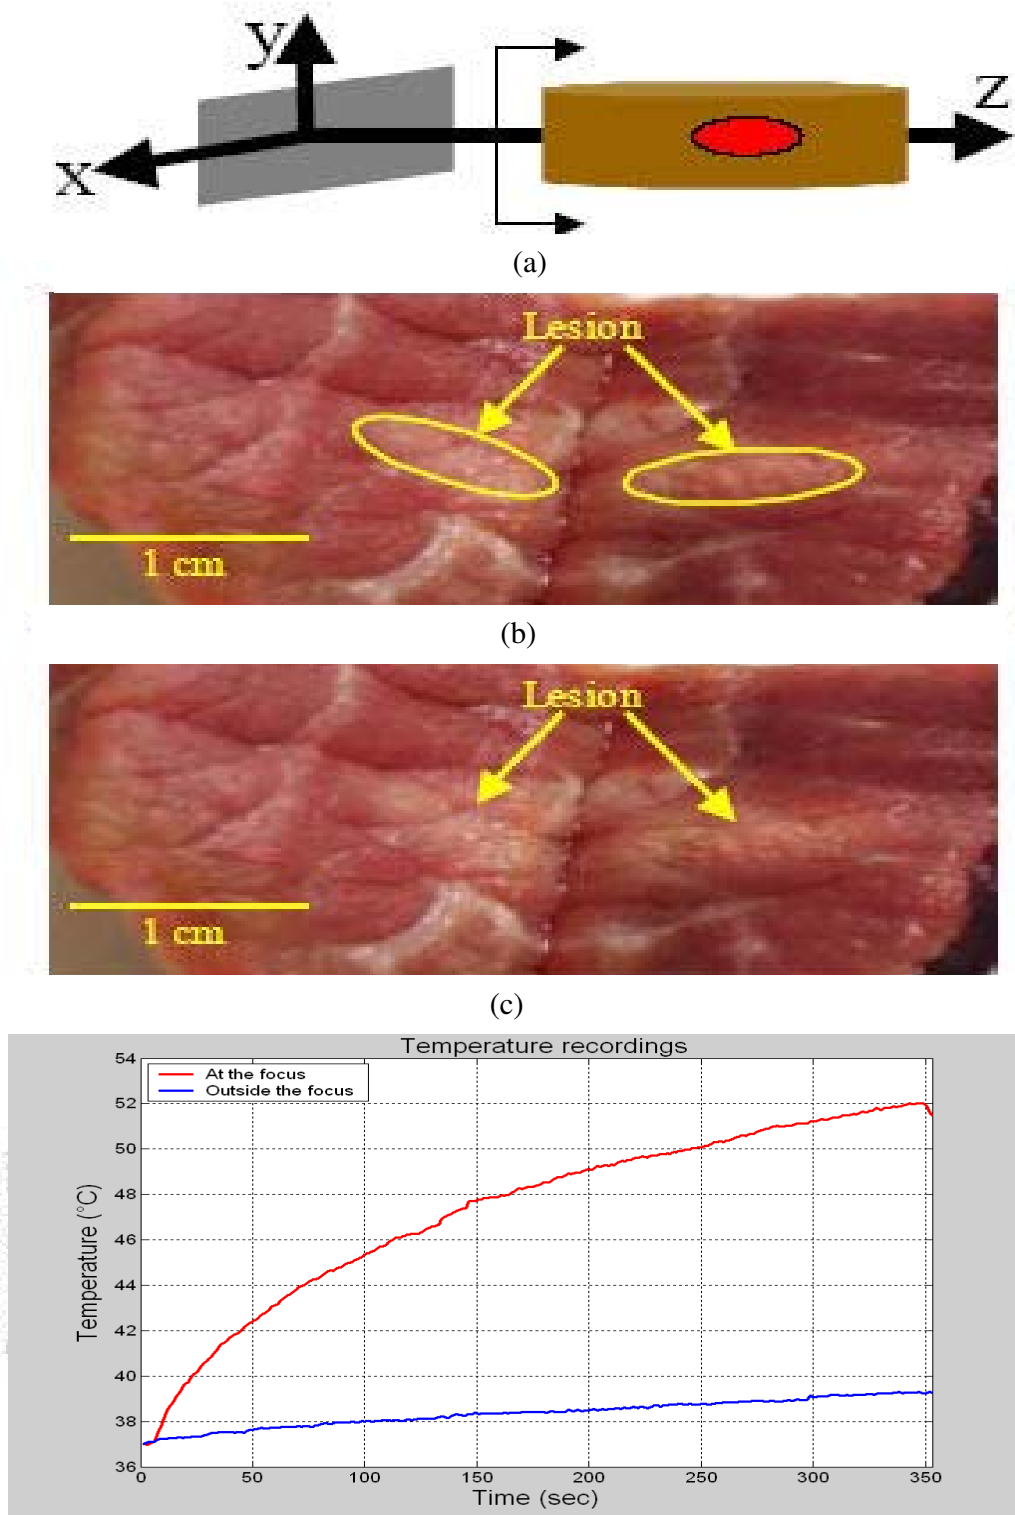 y
z
x
(a)
Lesion
1 cm
(b)
Lesion
1 cm
(c)
Temperature recordings
At the focus
Outside the focus
54
52
50
48
46
44
42
40
38
36
Temperature (°C)
0 50 100 150 200 250 300 350
Time (sec)